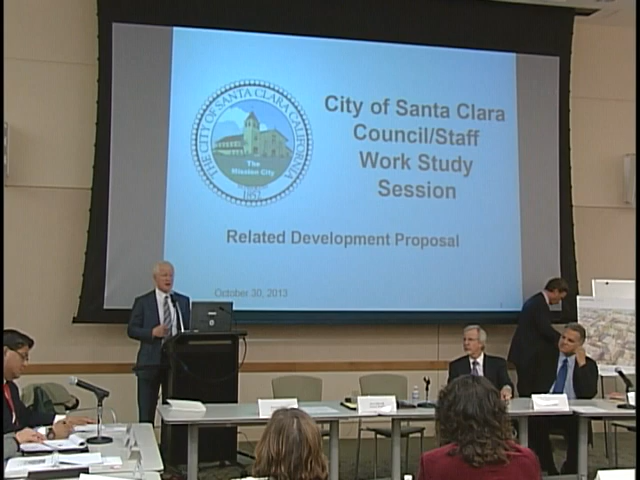 THE CITY OF SANTA CLARA CALIFORNIA
The
Mission City
City of Santa Clara
Council/Staff
Work Study
Session
Related Development Proposal
October 30, 2013